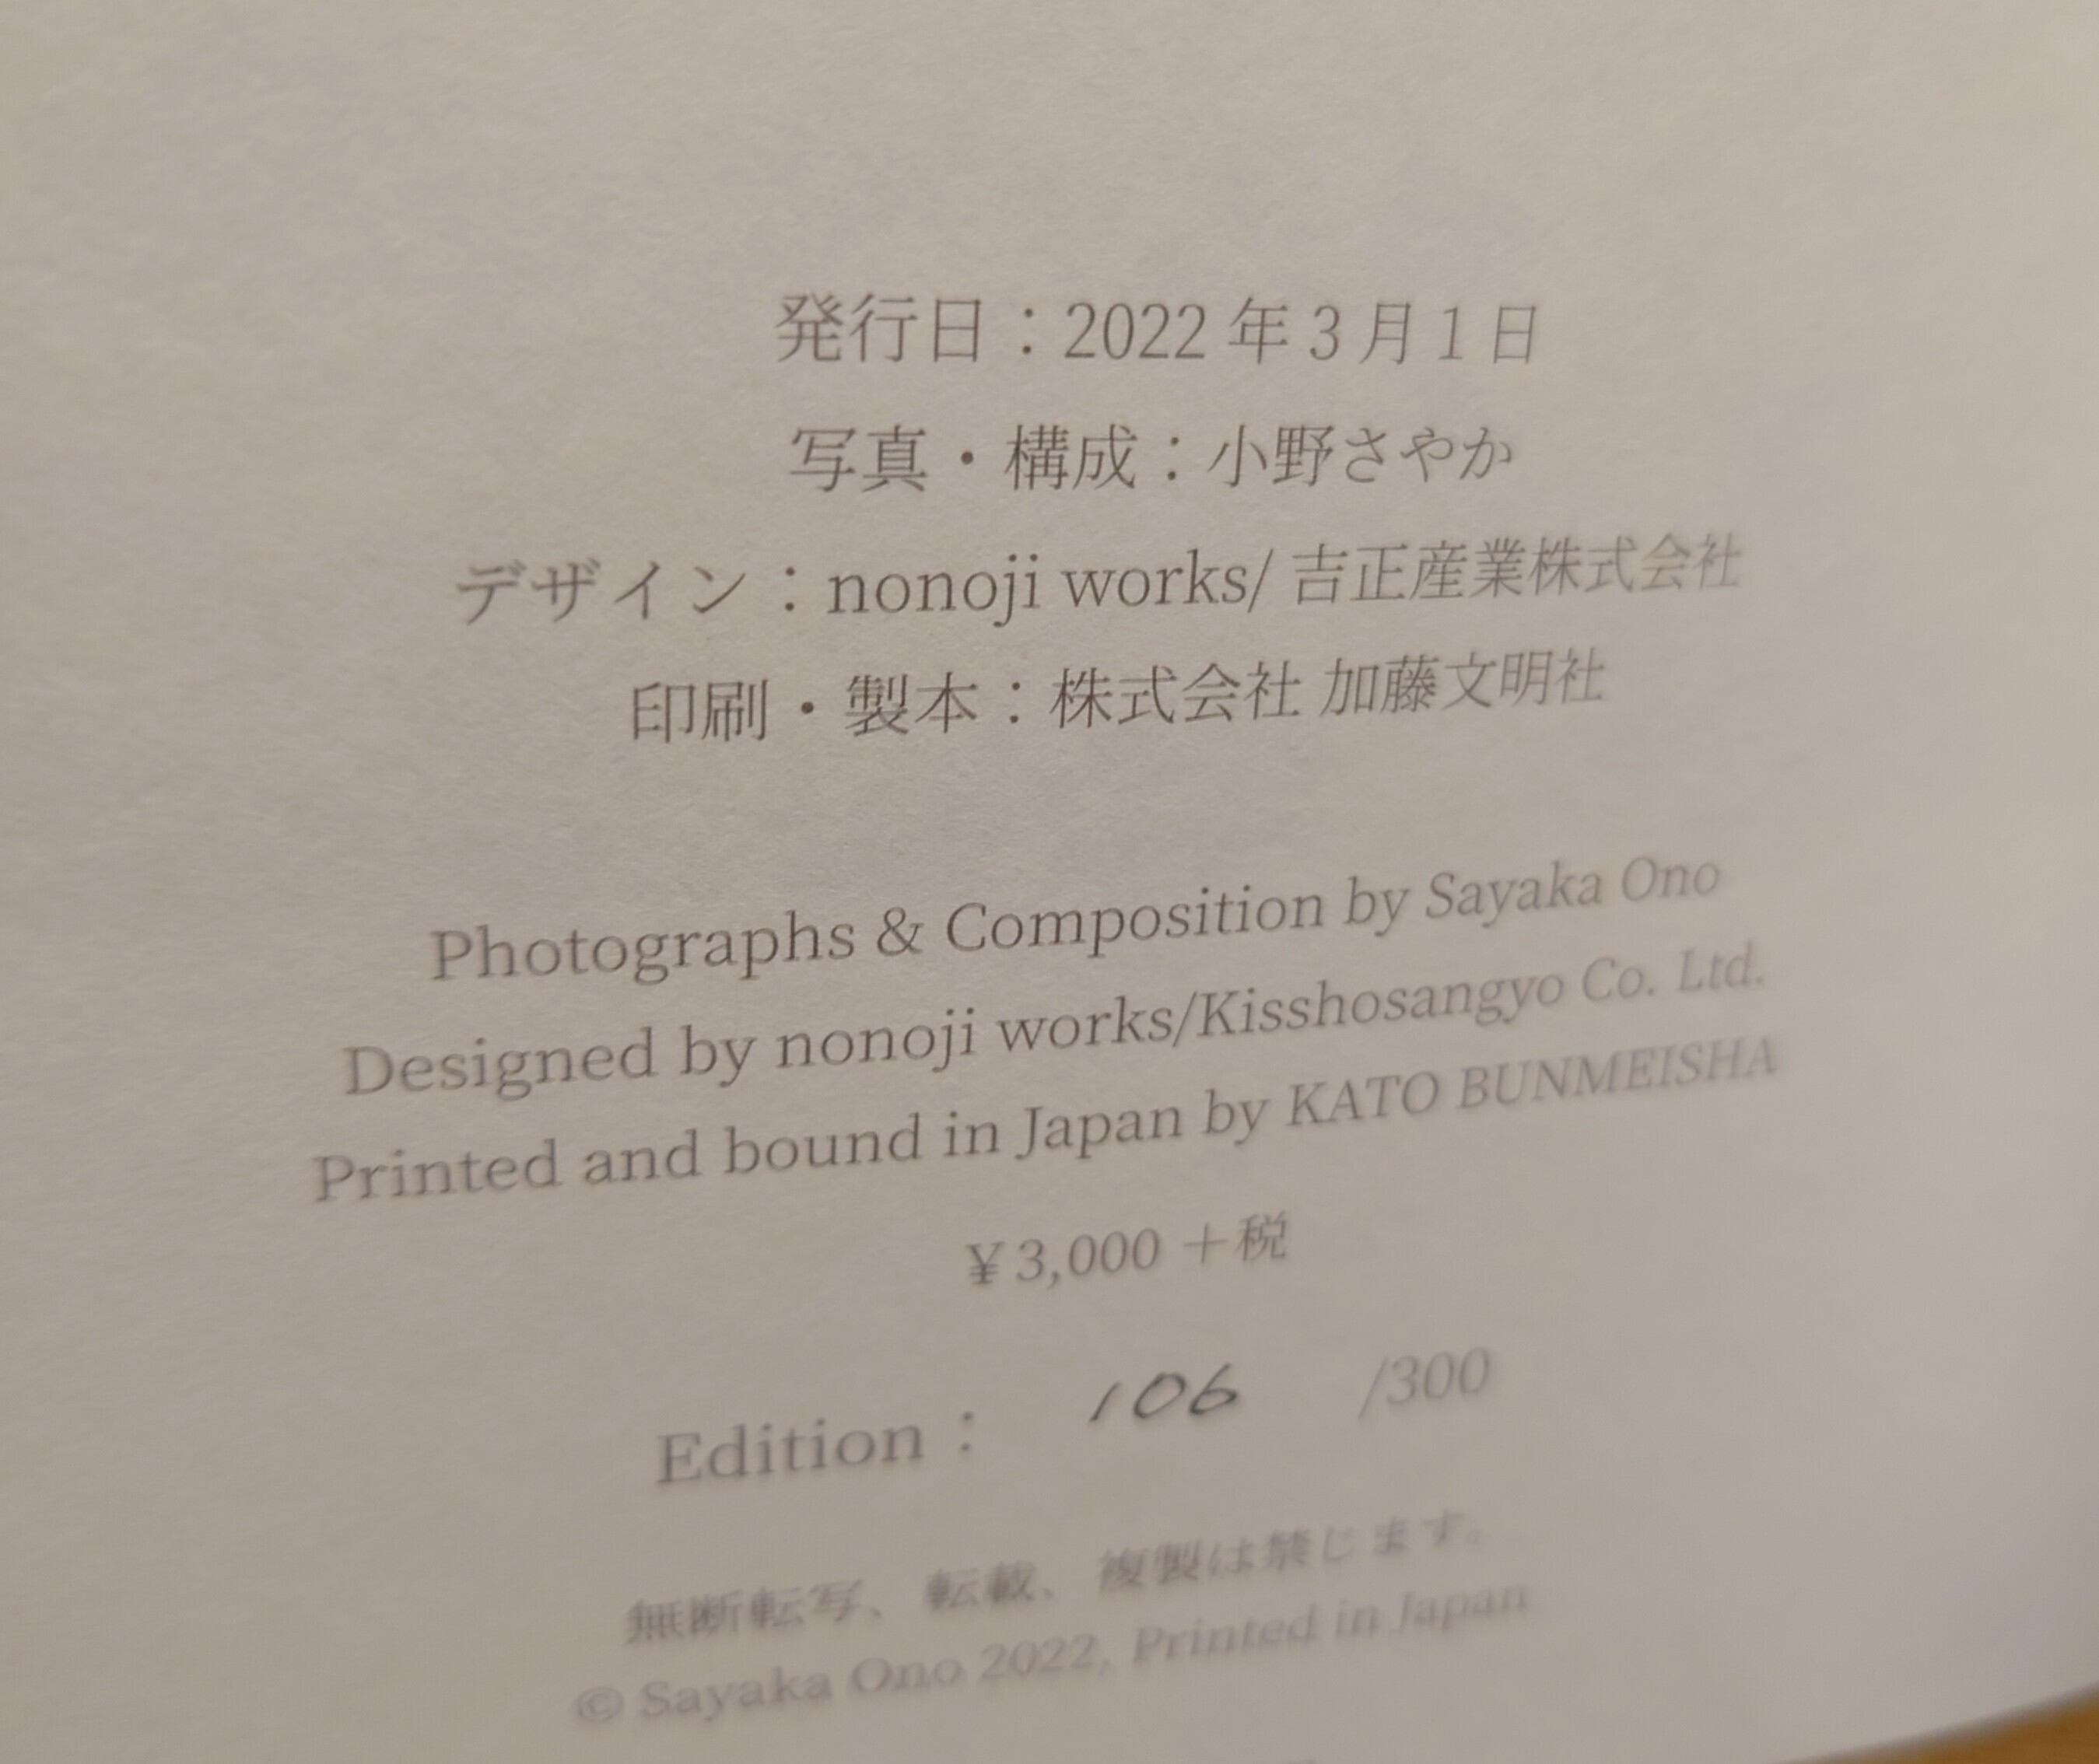 発行日：2022 年 3 月 1 日
写真・構成：小野さやか
デザイン：nonoji works/ 吉正産業株式会社
印刷・製本：株式会社 加藤文明社
Photographs & Composition by Sayaka Ono
Designed by nonoji works/Kisshosangyo Co. Ltd.
Printed and bound in Japan by KATO BUNMEISHA
¥3,000 +税
Edition： 106 /300
無断転写、転載、複製は禁じます。
© Sayaka Ono 2022, Printed in Japan